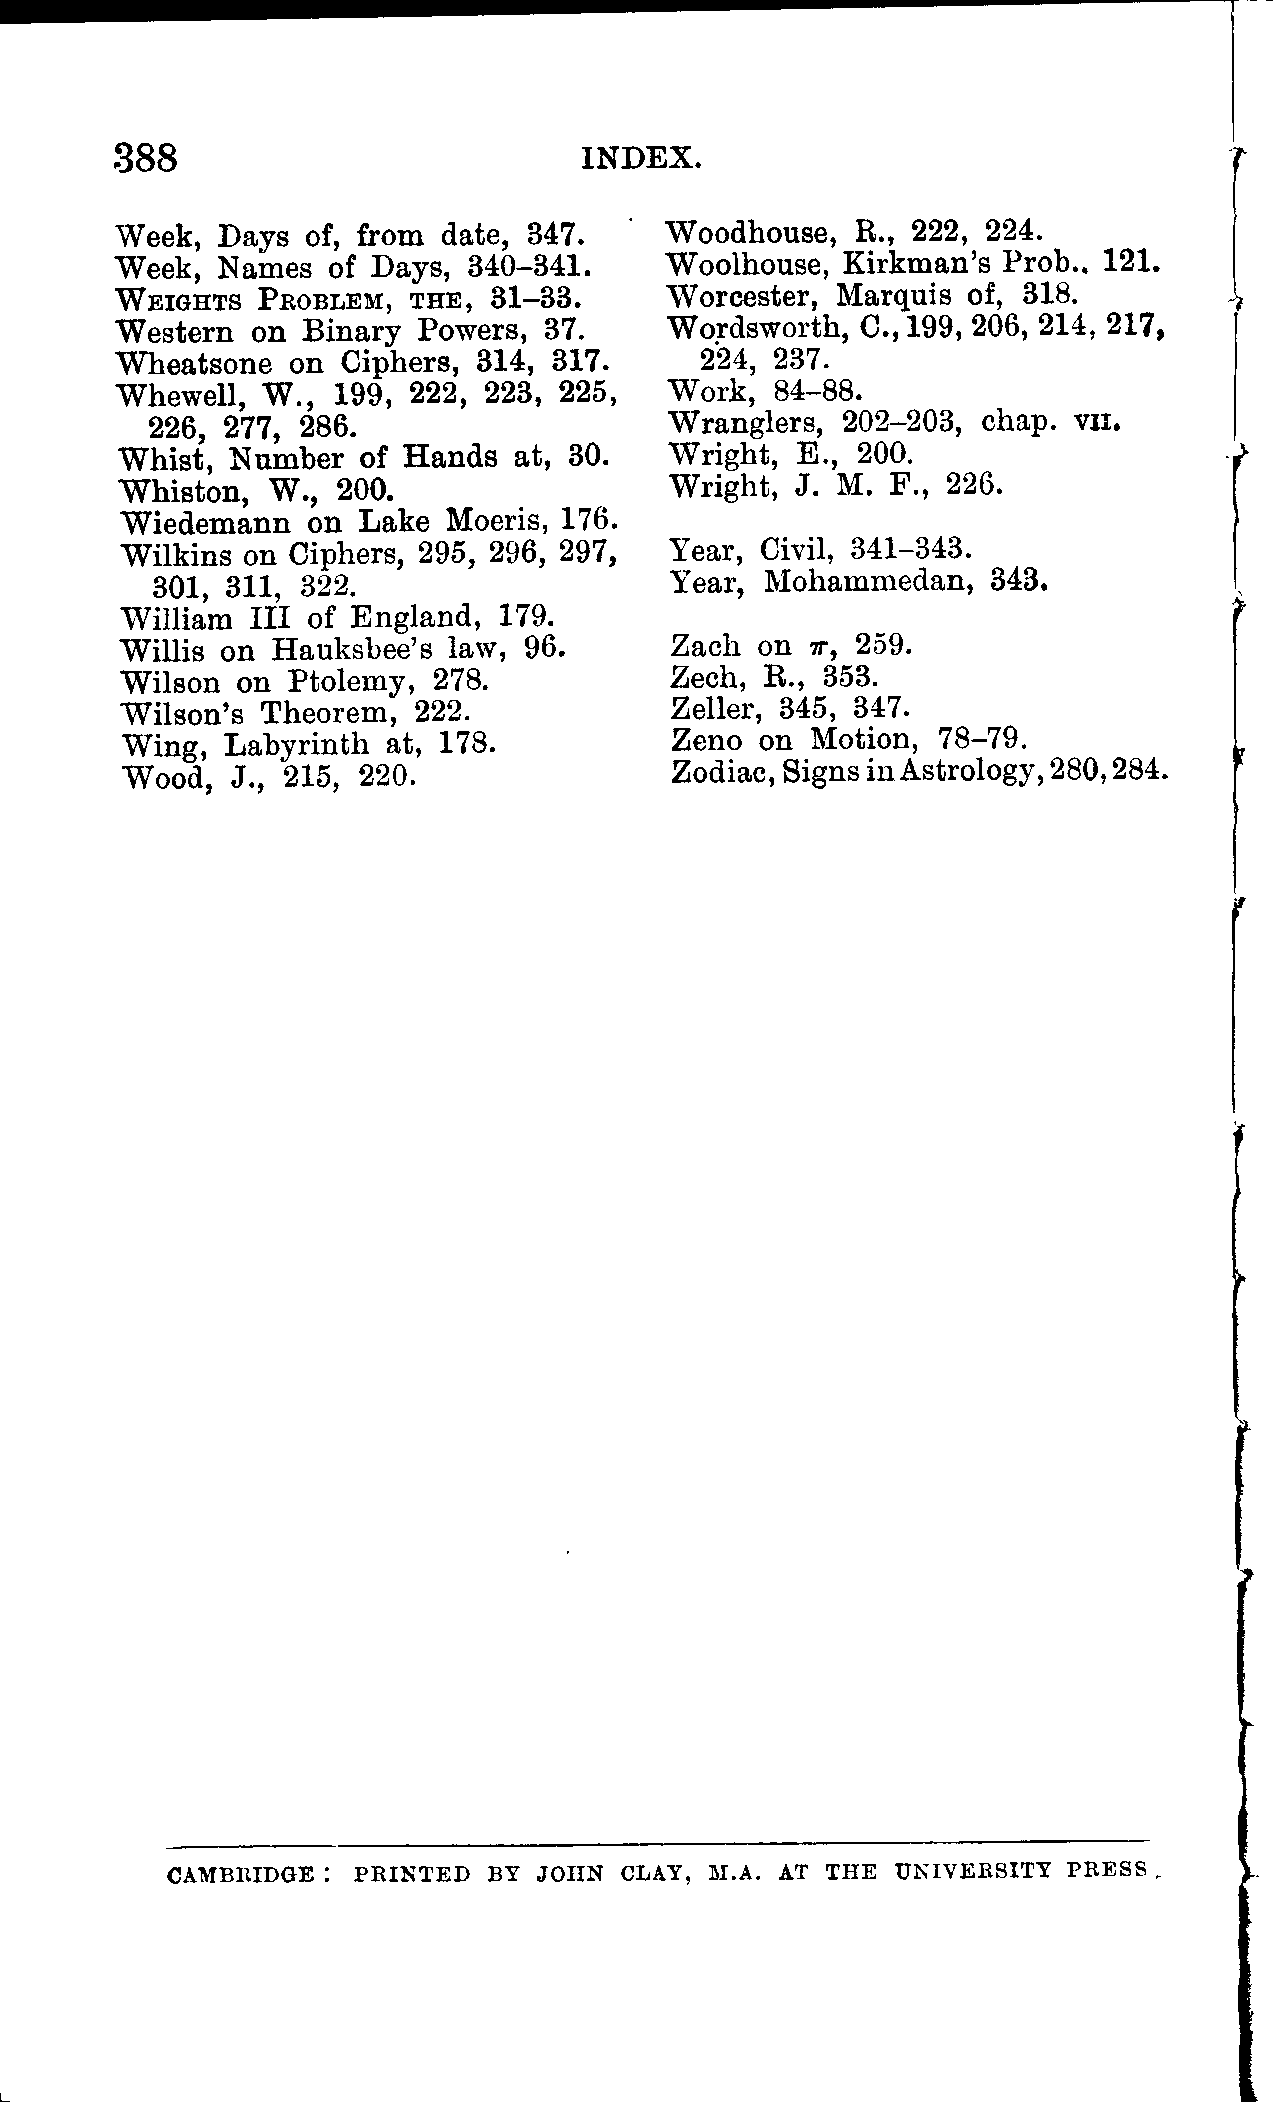 388
INDEX.
Week, Days of, from date, 347.
Week, Names of Days, 340–341.
WEIGHTS PROBLEM, THE, 31–33.
Western on Binary Powers, 37.
Wheatsone on Ciphers, 314, 317.
Whewell, W., 199, 222, 223, 225,
226, 277, 286.
Whist, Number of Hands at, 30.
Whiston, W., 200.
Wiedemann on Lake Moeris, 176.
Wilkins on Ciphers, 295, 296, 297,
301, 311, 322.
William III of England, 179.
Willis on Hauksbee's law, 96.
Wilson on Ptolemy, 278.
Wilson's Theorem, 222.
Wing, Labyrinth at, 178.
Wood, J., 215, 220.
Woodhouse, R., 222, 224.
Woolhouse, Kirkman's Prob., 121.
Worcester, Marquis of, 318.
Wordsworth, C., 199, 206, 214, 217,
224, 237.
Work, 84–88.
Wranglers, 202–203, chap. VII.
Wright, E., 200.
Wright, J. M. F., 226.
Year, Civil, 341–343.
Year, Mohammedan, 343.
Zach on π, 259.
Zech, R., 353.
Zeller, 345, 347.
Zeno on Motion, 78–79.
Zodiac, Signs in Astrology, 280, 284.
CAMBRIDGE: PRINTED BY JOHN CLAY, M.A. AT THE UNIVERSITY PRESS.